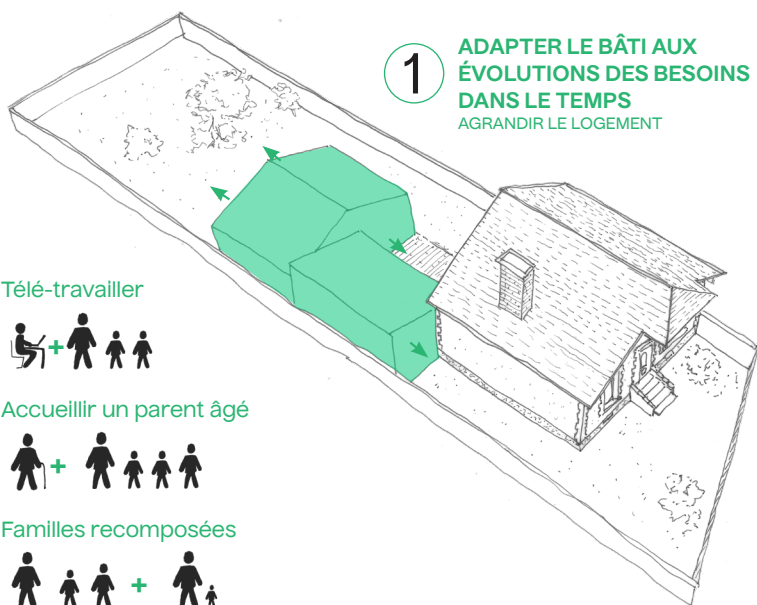 1
ADAPTER LE BÂTI AUX
ÉVOLUTIONS DES BESOINS
DANS LE TEMPS
AGRANDIR LE LOGEMENT
Télé-travailler
+
Accueillir un parent âgé
+
Familles recomposées
+